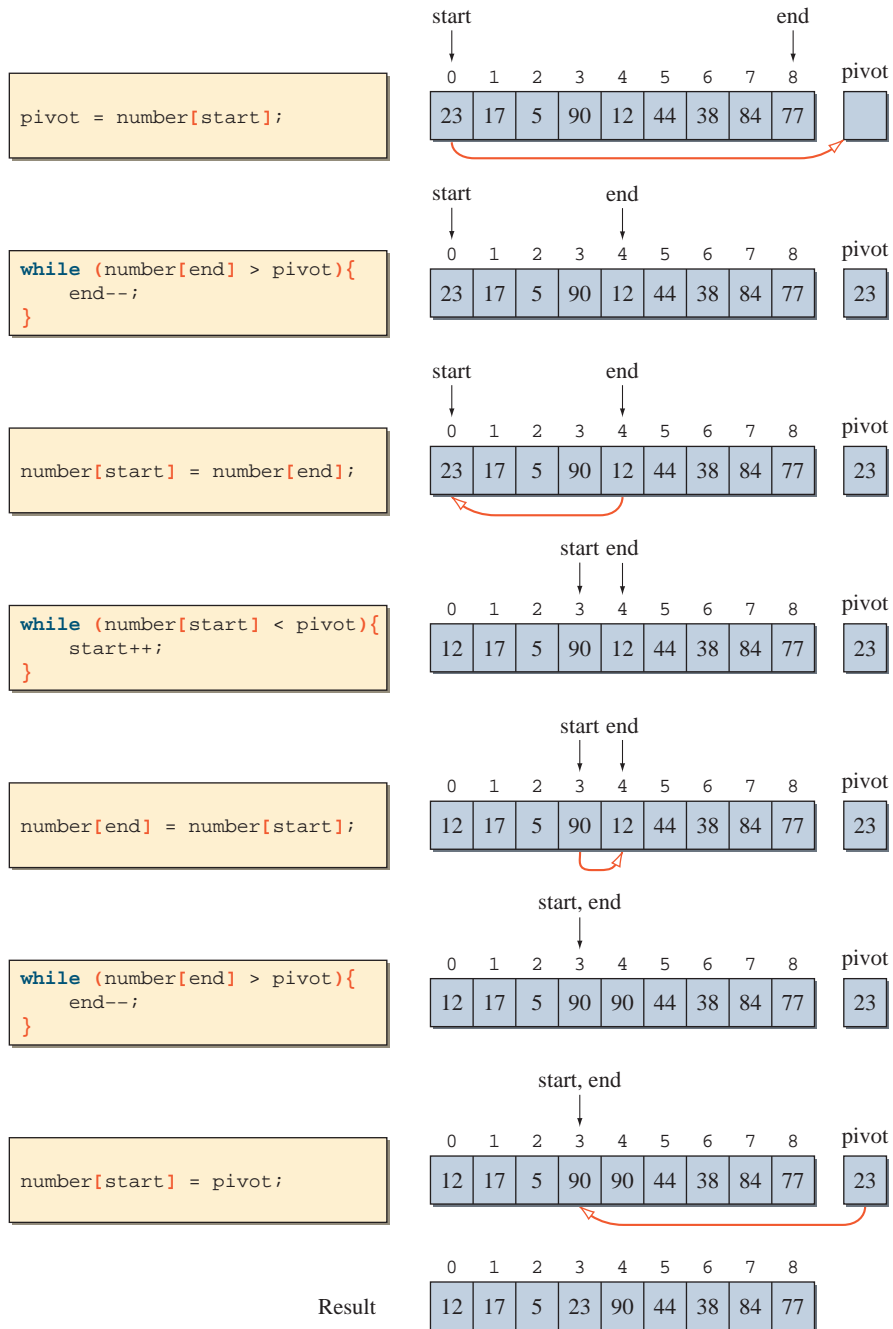 start end
0 1 2 3 4 5 6 7 8 pivot
pivot = number[start];
23 17 5 90 12 44 38 84 77
start end
0 1 2 3 4 5 6 7 8 pivot
while (number[end] > pivot){
end--;
}
23 17 5 90 12 44 38 84 77 23
start end
0 1 2 3 4 5 6 7 8 pivot
number[start] = number[end];
23 17 5 90 12 44 38 84 77 23
start end
0 1 2 3 4 5 6 7 8 pivot
while (number[start] < pivot){
start++;
}
12 17 5 90 12 44 38 84 77 23
start end
0 1 2 3 4 5 6 7 8 pivot
number[end] = number[start];
12 17 5 90 12 44 38 84 77 23
start, end
0 1 2 3 4 5 6 7 8 pivot
while (number[end] > pivot){
end--;
}
12 17 5 90 90 44 38 84 77 23
start, end
0 1 2 3 4 5 6 7 8 pivot
number[start] = pivot;
12 17 5 90 90 44 38 84 77 23
0 1 2 3 4 5 6 7 8
Result 12 17 5 23 90 44 38 84 77